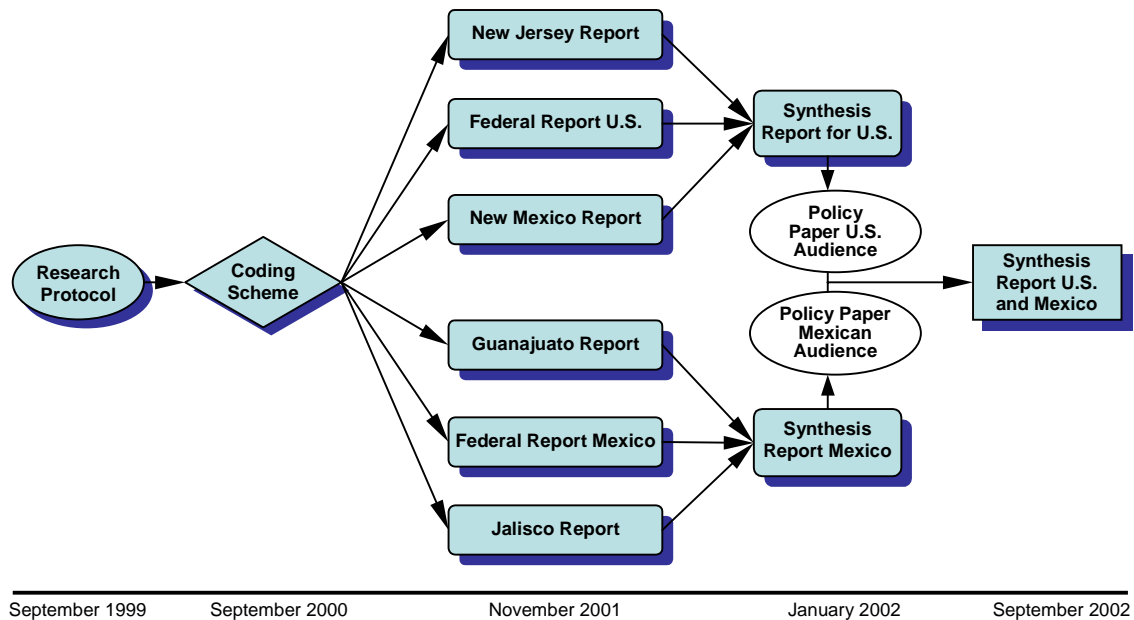 New Jersey Report
Federal Report U.S.
New Mexico Report
Guanajuato Report
Federal Report Mexico
Jalisco Report
Research
Protocol
Coding
Scheme
Synthesis
Report for U.S.
Policy
Paper U.S.
Audience
Policy Paper
Mexican
Audience
Synthesis
Report Mexico
Synthesis
Report U.S.
and Mexico
September 1999
September 2000
November 2001
January 2002
September 2002